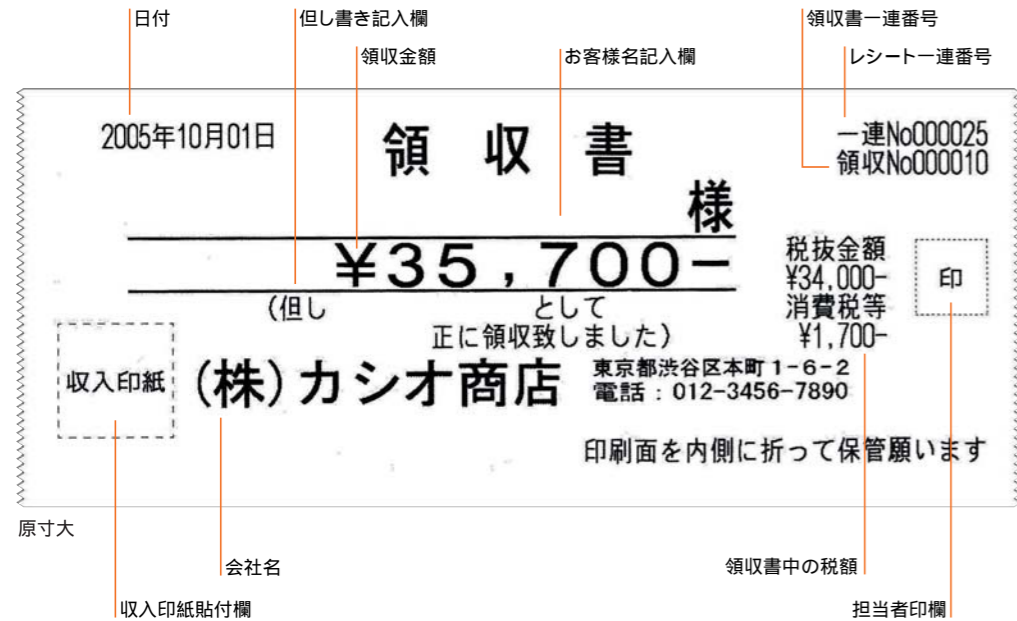 日付
但し書き記入欄
領収書一連番号
領収金額
お客様名記入欄
レシート一連番号
2005年10月01日
領収書
一連No000025
領収No000010
様
¥35,700−
税抜金額
¥34,000-
消費税等
¥1,700-
印
(但し として
正に領収致しました)
収入印紙
(株)カシオ商店
東京都渋谷区本町1-6-2
電話:012-3456-7890
印刷面を内側に折って保管願います
原寸大
会社名
領収書中の税額
収入印紙貼付欄
担当者印欄